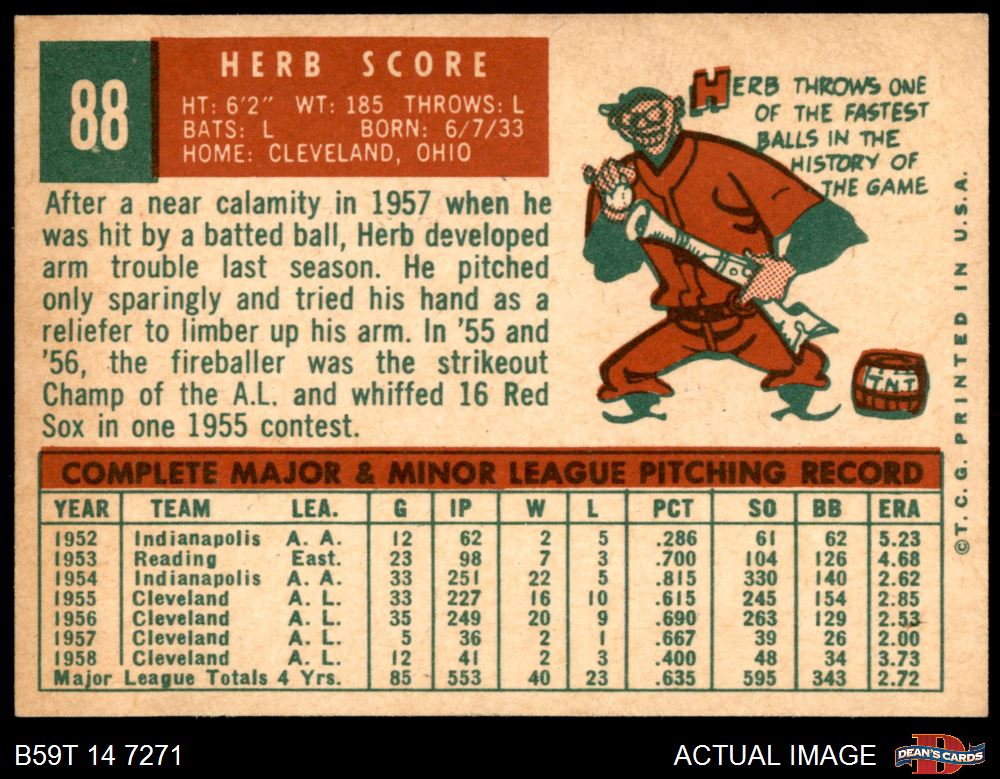 88
HERB SCORE
HT: 6'2" WT: 185 THROWS: L
BATS: L BORN: 6/7/33
HOME: CLEVELAND, OHIO
After a near calamity in 1957 when he
was hit by a batted ball, Herb developed
arm trouble last season. He pitched
only sparingly and tried his hand as a
reliefer to limber up his arm. In '55 and
'56, the fireballer was the strikeout
Champ of the A.L. and whiffed 16 Red
Sox in one 1955 contest.
HERB THROWS ONE
OF THE FASTEST
BALLS IN THE
HISTORY OF
THE GAME
TNT
©T. C. G. PRINTED IN U.S.A.
COMPLETE MAJOR & MINOR LEAGUE PITCHING RECORD
YEAR TEAM LEA. G IP W L PCT SO BB ERA
1952 Indianapolis A. A. 12 62 2 5 .286 61 62 5.23
1953 Reading East. 23 98 7 3 .700 104 126 4.68
1954 Indianapolis A. A. 33 251 22 5 .815 330 140 2.62
1955 Cleveland A. L. 33 227 16 10 .615 245 154 2.85
1956 Cleveland A. L. 35 249 20 9 .690 263 129 2.53
1957 Cleveland A. L. 5 36 2 1 .667 39 26 2.00
1958 Cleveland A. L. 12 41 2 3 .400 48 34 3.73
Major League Totals 4 Yrs. 85 553 40 23 .635 595 343 2.72
B59T 14 7271
ACTUAL IMAGE
DEAN'S CARDS